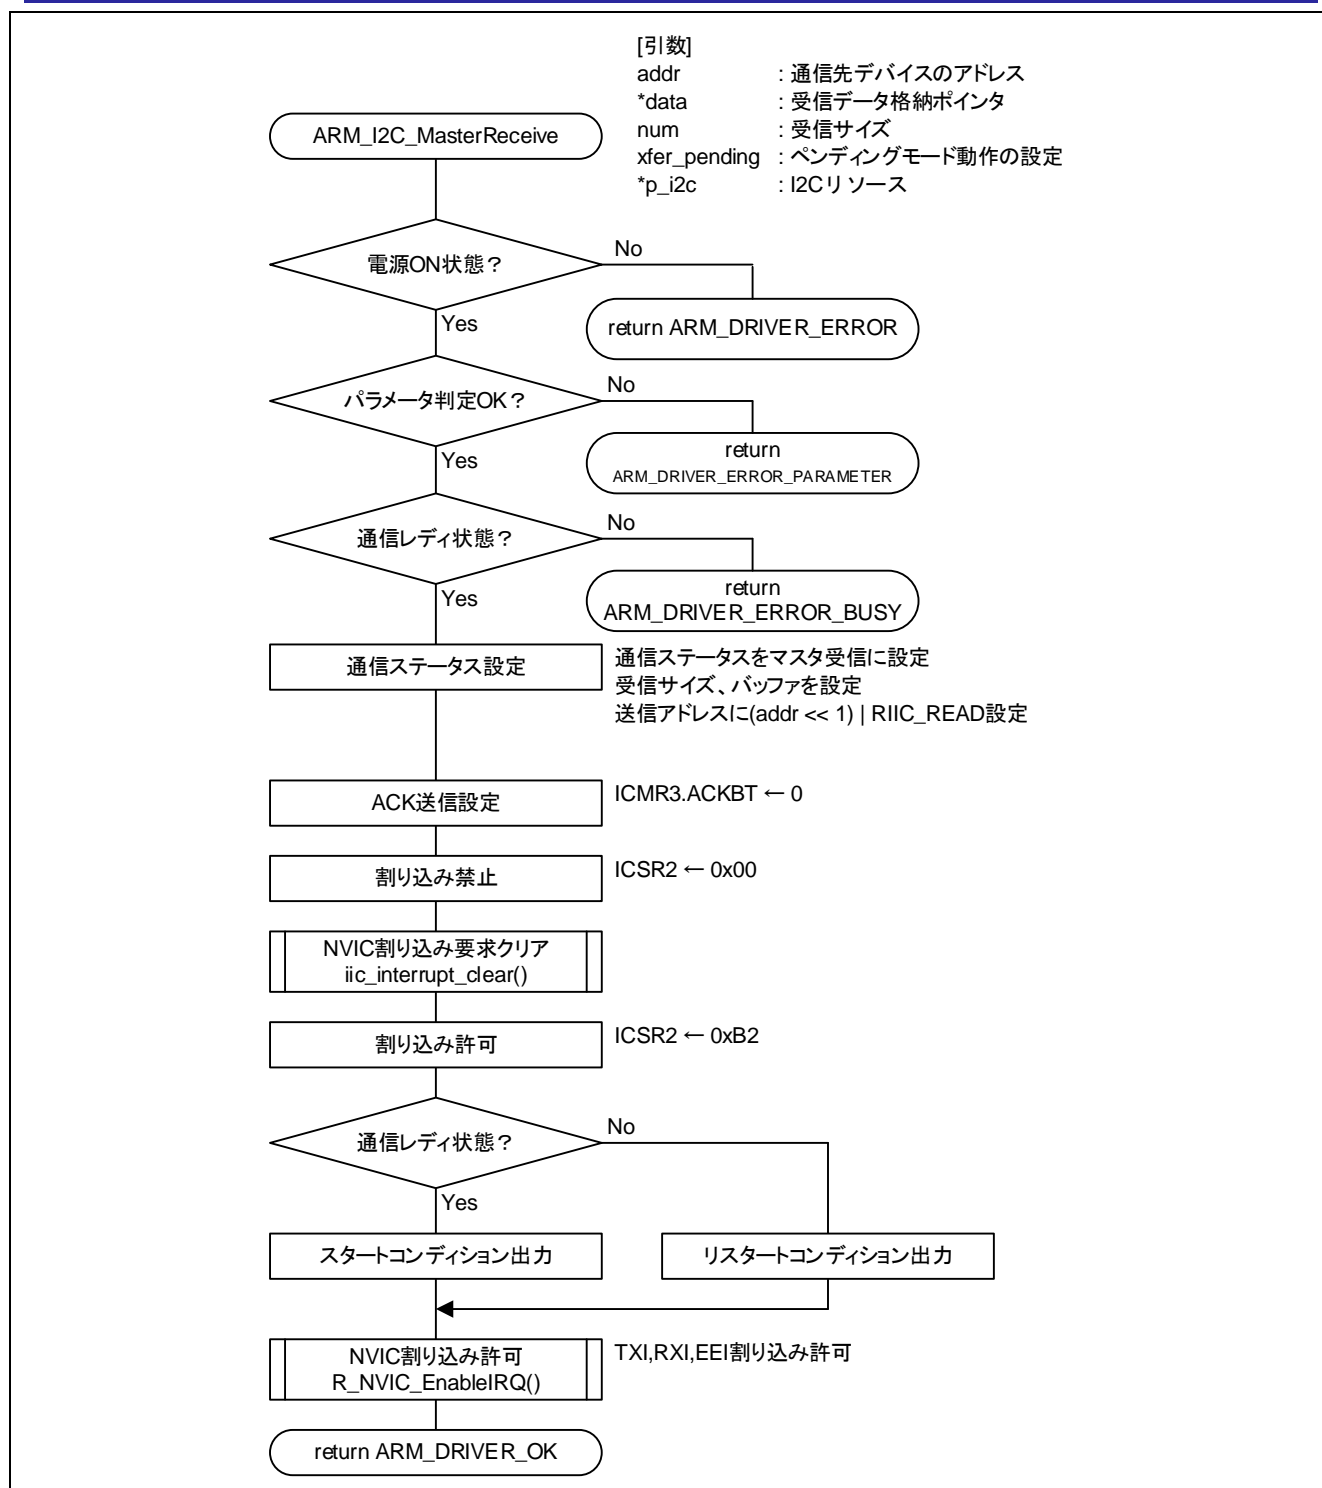 [引数]
addr : 通信先デバイスのアドレス
*data : 受信データ格納ポインタ
num : 受信サイズ
xfer_pending : ペンディングモード動作の設定
*p_i2c : I2Cリソース
ARM_I2C_MasterReceive
電源ON状態？
No
Yes
return ARM_DRIVER_ERROR
パラメータ判定OK？
No
Yes
return
ARM_DRIVER_ERROR_PARAMETER
通信レディ状態？
No
Yes
return
ARM_DRIVER_ERROR_BUSY
通信ステータス設定
通信ステータスをマスタ受信に設定
受信サイズ、バッファを設定
送信アドレスに(addr << 1) | RIIC_READ設定
ACK送信設定
ICMR3.ACKBT ← 0
割り込み禁止
ICSR2 ← 0x00
NVIC割り込み要求クリア
iic_interrupt_clear()
割り込み許可
ICSR2 ← 0xB2
通信レディ状態？
No
Yes
スタートコンディション出力
リスタートコンディション出力
NVIC割り込み許可
R_NVIC_EnableIRQ()
TXI,RXI,EEI割り込み許可
return ARM_DRIVER_OK